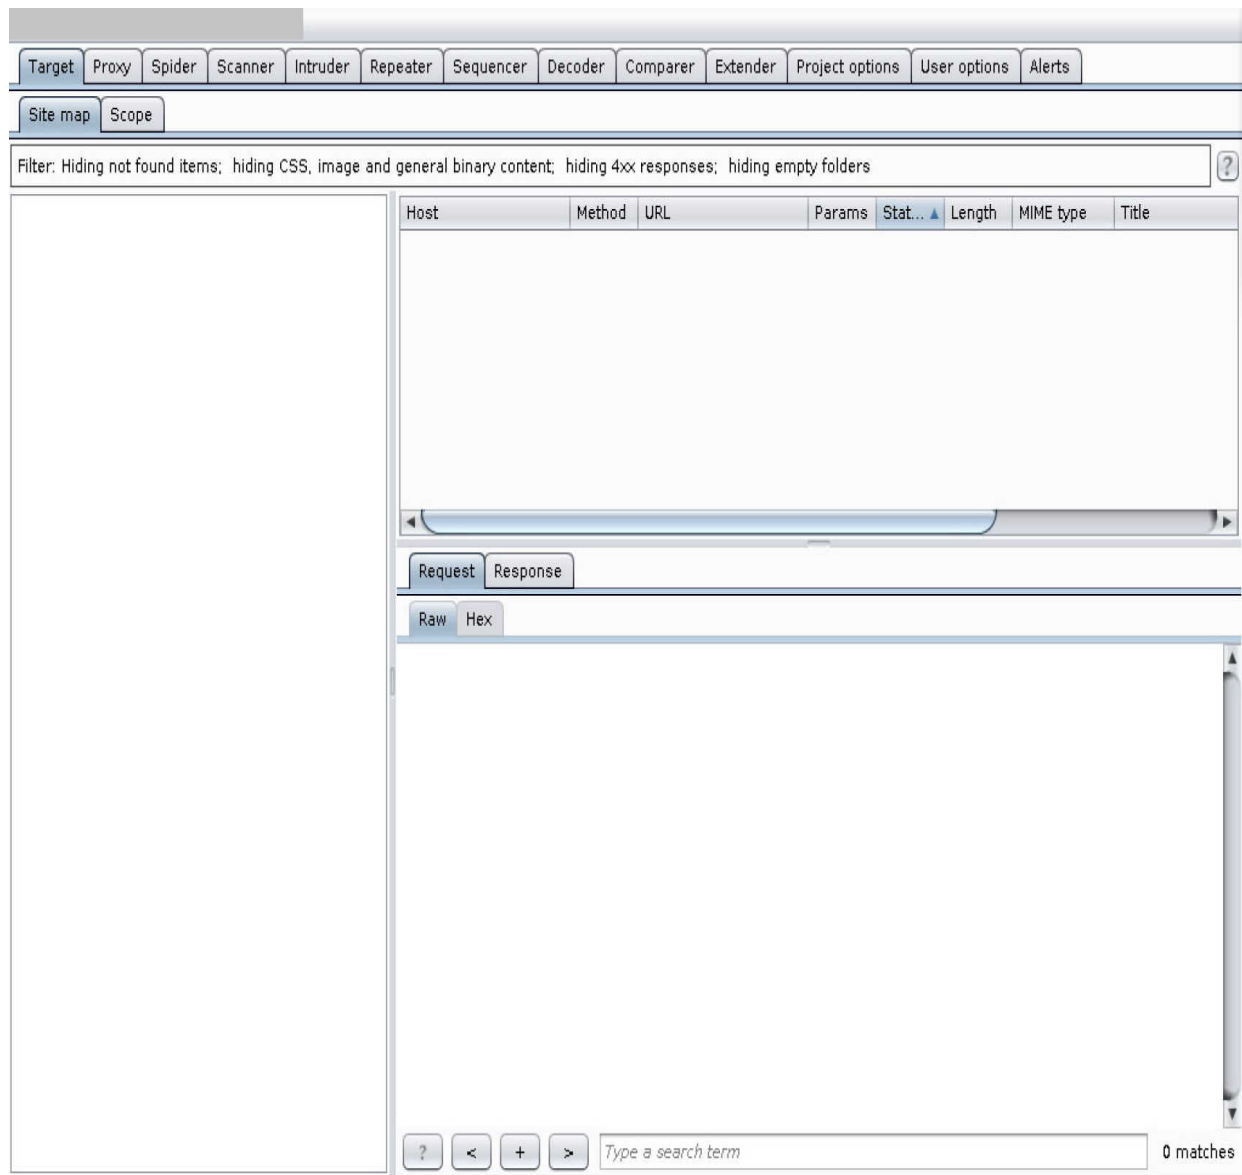 Target Proxy Spider Scanner Intruder Repeater Sequencer Decoder Comparer Extender Project options User options Alerts
Site map Scope
Filter: Hiding not found items; hiding CSS, image and general binary content; hiding 4xx responses; hiding empty folders ?
Host Method URL Params Stat... Length MIME type Title
Request Response
Raw Hex
? < + > Type a search term 0 matches